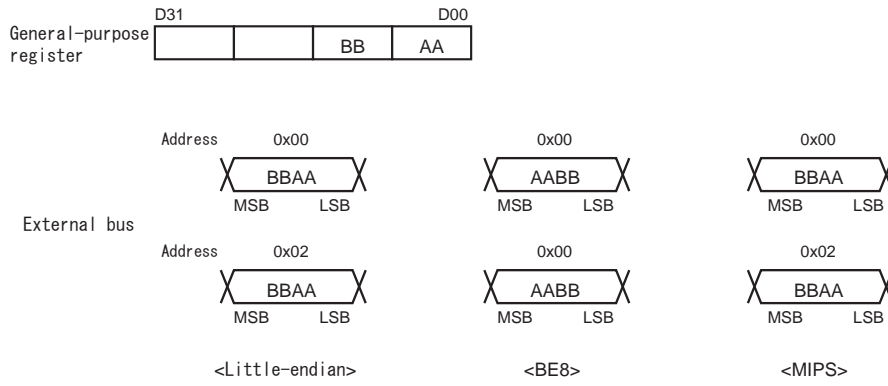 D31 D00
General-purpose
register
BB AA
Address 0x00 0x00 0x00
BBAA AABB BBAA
MSB LSB MSB LSB MSB LSB
External bus
Address 0x02 0x00 0x02
BBAA AABB BBAA
MSB LSB MSB LSB MSB LSB
<Little-endian> <BE8> <MIPS>